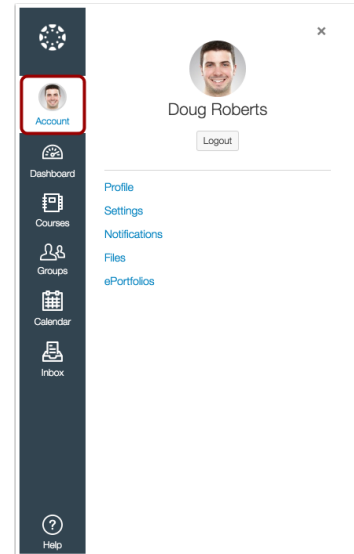 Account
Dashboard
Courses
Groups
Calendar
Inbox
Help
×
Doug Roberts
Logout
Profile
Settings
Notifications
Files
ePortfolios